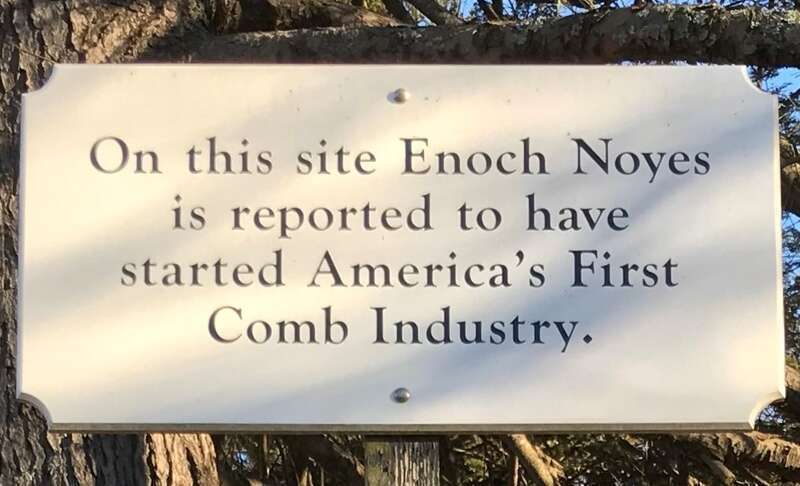 On this site Enoch Noyes
is reported to have
started America's First
Comb Industry.